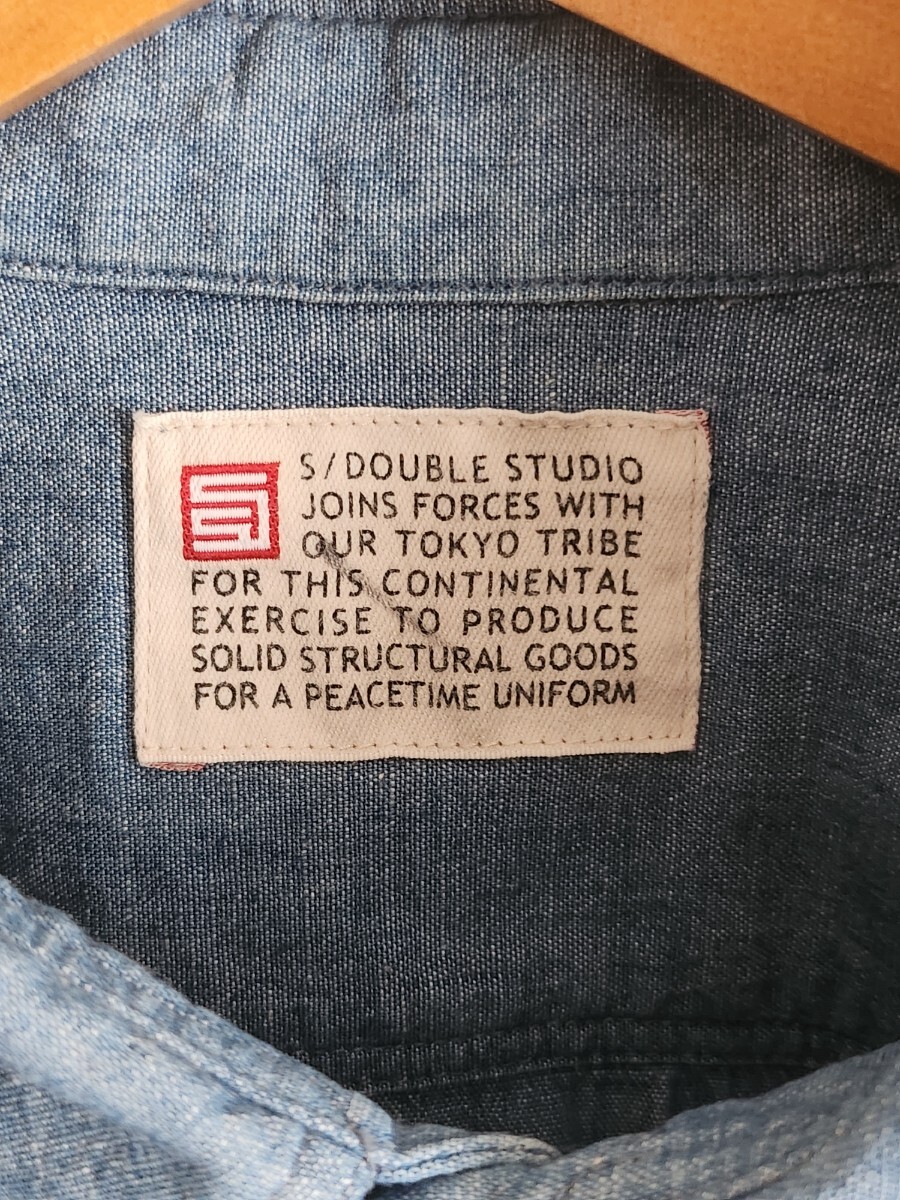 S/DOUBLE STUDIO
JOINS FORCES WITH
OUR TOKYO TRIBE
FOR THIS CONTINENTAL
EXERCISE TO PRODUCE
SOLID STRUCTURAL GOODS
FOR A PEACETIME UNIFORM